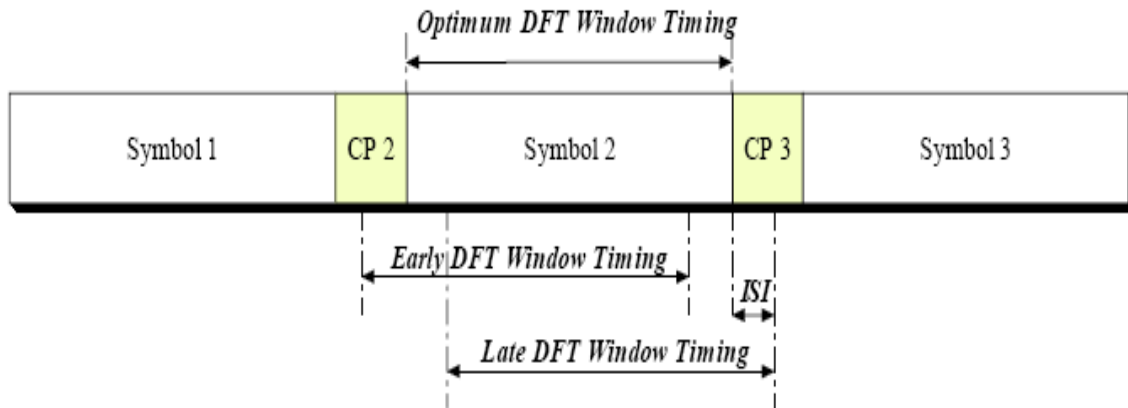 Optimum DFT Window Timing
Symbol 1
CP 2
Symbol 2
CP 3
Symbol 3
Early DFT Window Timing
ISI
Late DFT Window Timing